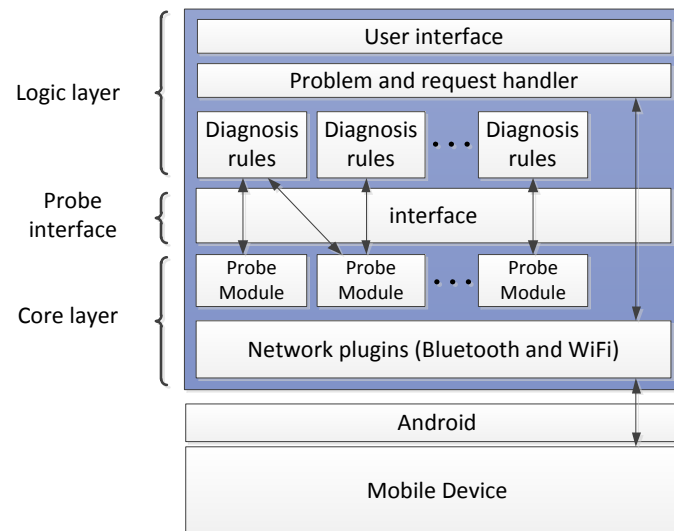 User interface
Logic layer
Problem and request handler
Diagnosis
rules
Diagnosis
rules
Diagnosis
rules
Probe
interface
interface
Probe
Module
Probe
Module
Probe
Module
Core layer
Network plugins (Bluetooth and WiFi)
Android
Mobile Device